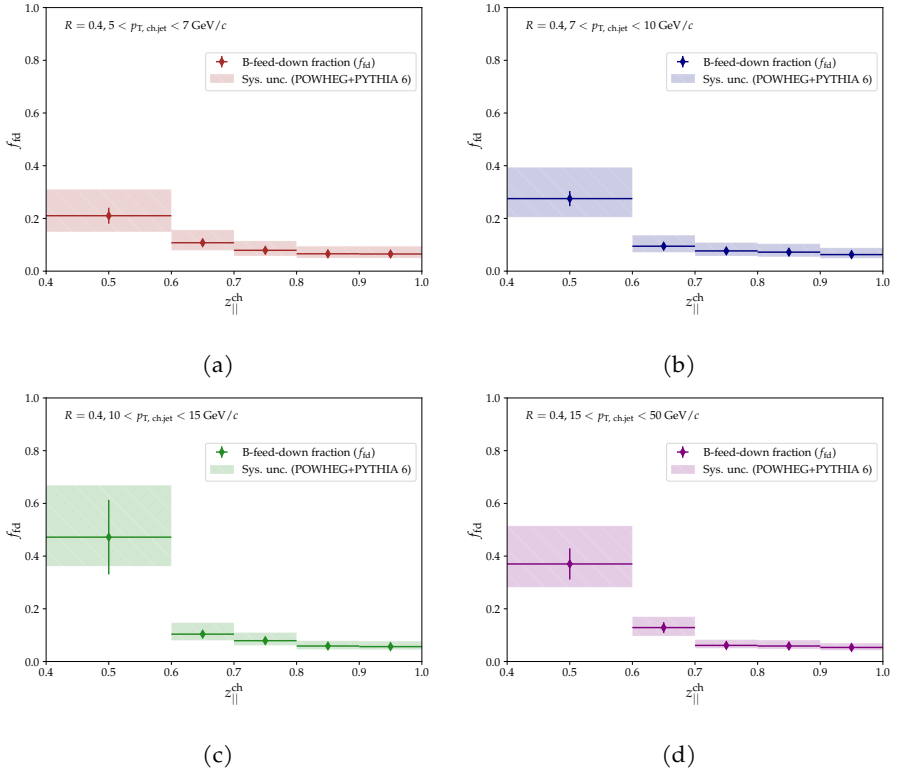 R = 0.4, 5 < p_T, ch.jet < 7 GeV/c
B-feed-down fraction (f_fd)
Sys. unc. (POWHEG+PYTHIA 6)
f_fd
1.0
0.8
0.6
0.4
0.2
0.0
0.4 0.5 0.6 0.7 0.8 0.9 1.0
z_||^ch
(a)
R = 0.4, 7 < p_T, ch.jet < 10 GeV/c
B-feed-down fraction (f_fd)
Sys. unc. (POWHEG+PYTHIA 6)
f_fd
1.0
0.8
0.6
0.4
0.2
0.0
0.4 0.5 0.6 0.7 0.8 0.9 1.0
z_||^ch
(b)
R = 0.4, 10 < p_T, ch.jet < 15 GeV/c
B-feed-down fraction (f_fd)
Sys. unc. (POWHEG+PYTHIA 6)
f_fd
1.0
0.8
0.6
0.4
0.2
0.0
0.4 0.5 0.6 0.7 0.8 0.9 1.0
z_||^ch
(c)
R = 0.4, 15 < p_T, ch.jet < 50 GeV/c
B-feed-down fraction (f_fd)
Sys. unc. (POWHEG+PYTHIA 6)
f_fd
1.0
0.8
0.6
0.4
0.2
0.0
0.4 0.5 0.6 0.7 0.8 0.9 1.0
z_||^ch
(d)